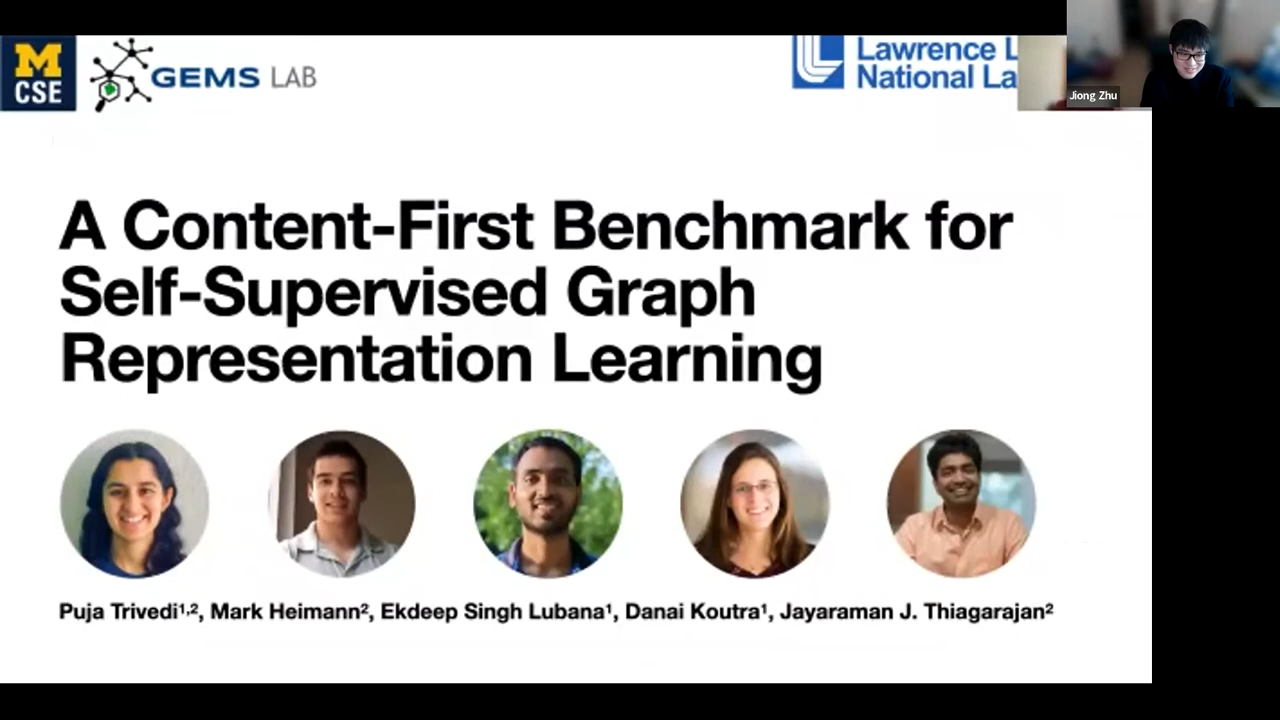 M
CSE
GEMS LAB
Lawrence L
National La
Jiong Zhu
A Content-First Benchmark for
Self-Supervised Graph
Representation Learning
Puja Trivedi¹,², Mark Heimann², Ekdeep Singh Lubana¹, Danai Koutra¹, Jayaraman J. Thiagarajan²